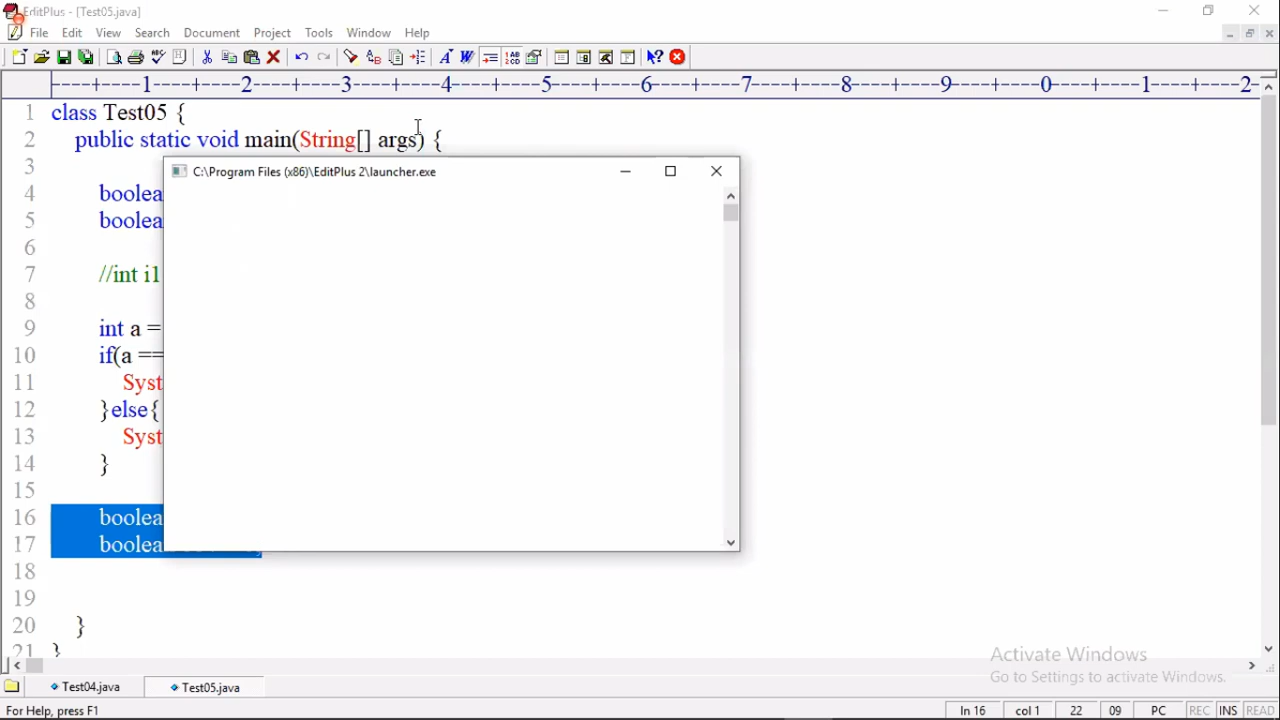 EditPlus - [Test05.java]
File Edit View Search Document Project Tools Window Help
----+----1----+----2----+----3----+----4----+----5----+----6----+----7----+----8----+----9----+----0----+----1----+----2-
1 class Test05 {
2 public static void main(String[] args) {
C:\Program Files (x86)\EditPlus 2\launcher.exe
3
4 boolea
5 boolea
6
7 //int i1
8
9 int a =
10 if(a ==
11 Syst
12 }else{
13 Syst
14 }
15
16 boolea
17 boolea
18
19
20 }
21 }
Activate Windows
Go to Settings to activate Windows.
Test04.java Test05.java
For Help, press F1 ln 16 col 1 22 09 PC REC INS READ